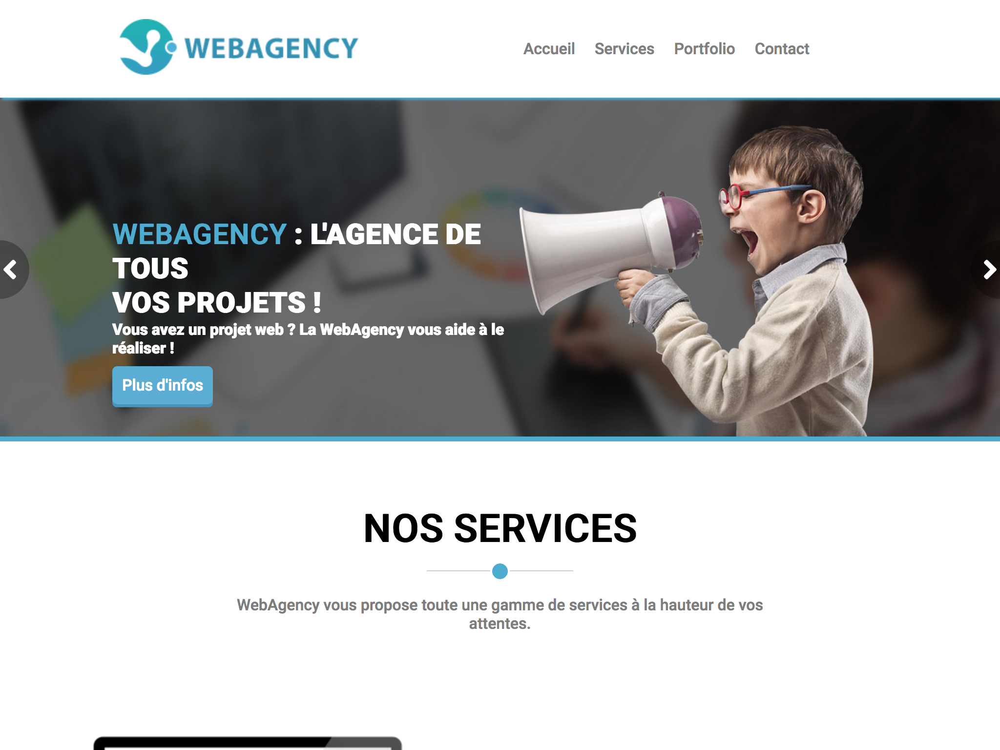 WEBAGENCY
Accueil Services Portfolio Contact
WEBAGENCY : L'AGENCE DE
TOUS
VOS PROJETS !
Vous avez un projet web ? La WebAgency vous aide à le
réaliser !
Plus d'infos
NOS SERVICES
WebAgency vous propose toute une gamme de services à la hauteur de vos
attentes.